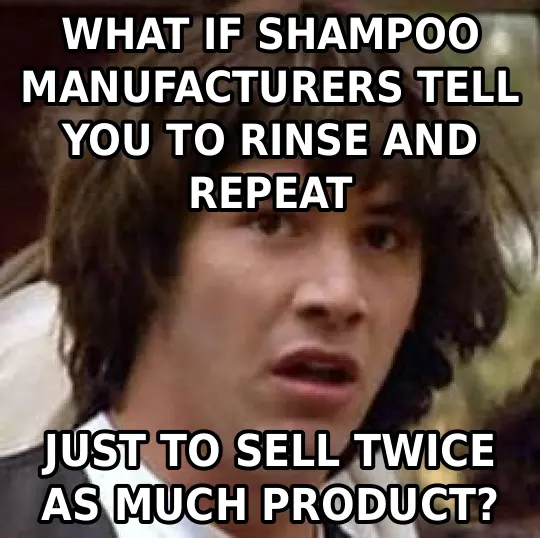 WHAT IF SHAMPOO
MANUFACTURERS TELL
YOU TO RINSE AND
REPEAT
JUST TO SELL TWICE
AS MUCH PRODUCT?